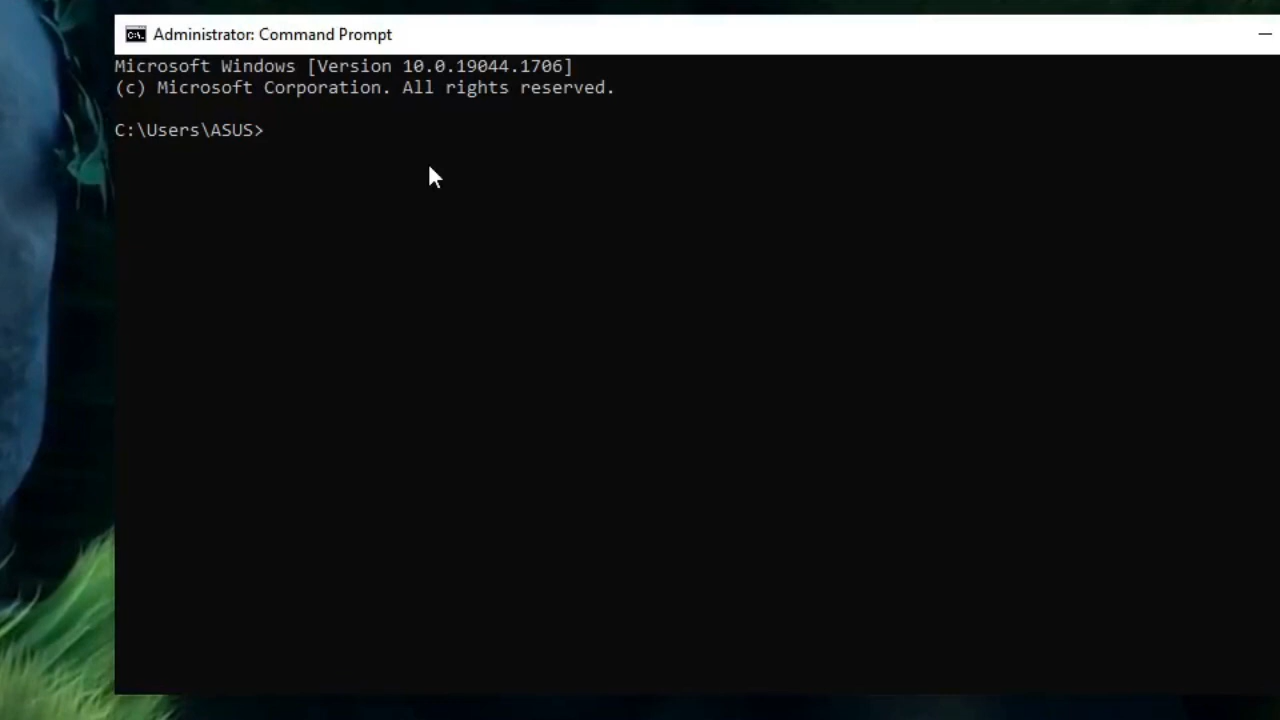 Administrator: Command Prompt
Microsoft Windows [Version 10.0.19044.1706]
(c) Microsoft Corporation. All rights reserved.
C:\Users\ASUS>